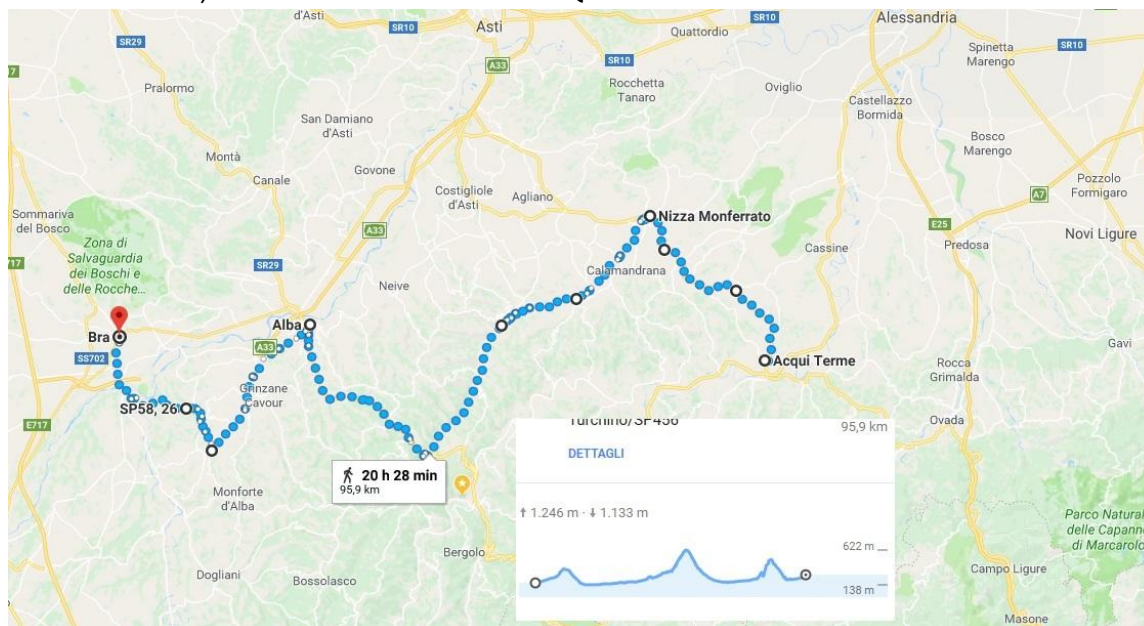 d'Asti
SR10
Asti
Quattordio
SR10
Alessandria
SR29
A33
SR10
Spinetta
Marengo
SR10
Pralormo
Rocchetta
Tanaro
Oviglio
Castellazzo
Bormida
San Damiano
d'Asti
Bosco
Marengo
Montà
Govone
Canale
Costigliole
d'Asti
Agliano
Pozzolo
Formigaro
A7
Sommariva
del Bosco
A33
Nizza Monferrato
E25
Novi Ligure
Zona di
Salvaguardia
dei Boschi e
delle Rocche...
Cassine
Predosa
SR29
Calamandrana
Neive
Alba
Bra
A33
Gavi
SS702
Acqui Terme
Rocca
Grimalda
Grinzane
Cavour
SP58, 26
E717
Ovada
Turchino/SP456
95,9 km
DETTAGLI
20 h 28 min
95,9 km
Monforte
d'Alba
1.246 m · 1.133 m
Parco Natural
delle Capanne
di Marcarolo
622 m
Bergolo
Dogliani
Bossolasco
Campo Ligure
138 m
Masone